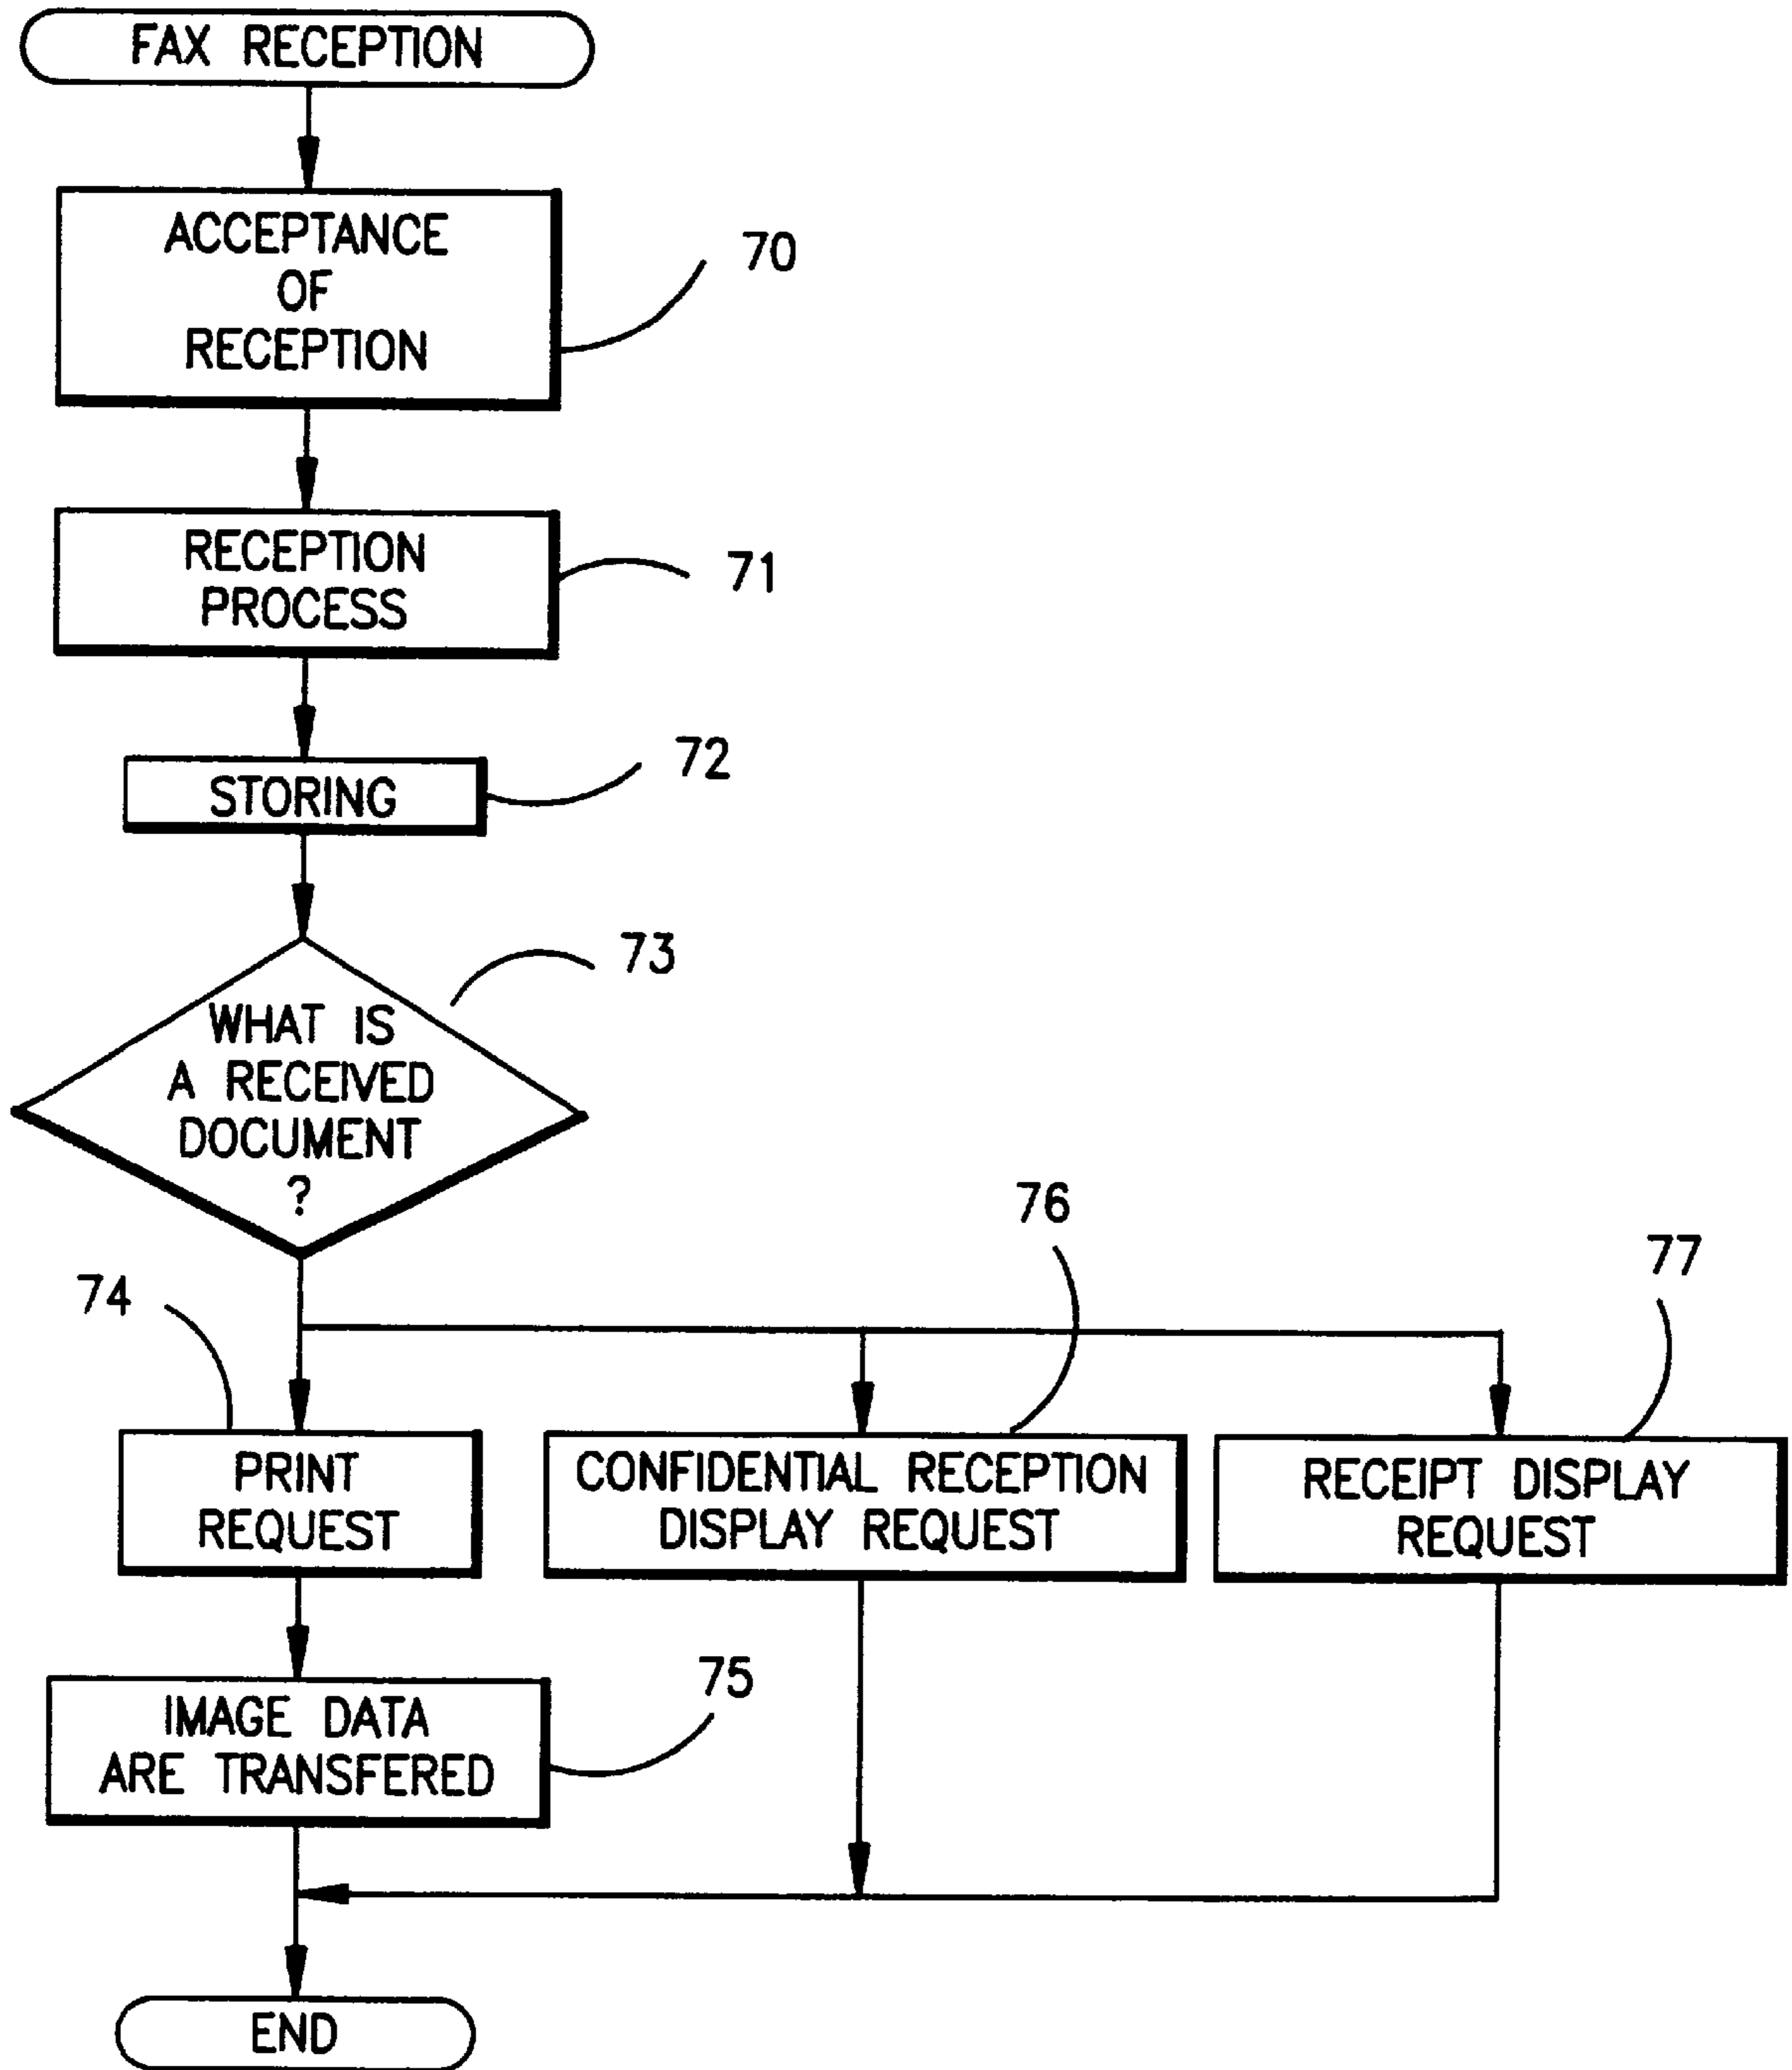 FAX RECEPTION
ACCEPTANCE
OF
RECEPTION
70
RECEPTION
PROCESS
71
STORING
72
WHAT IS
A RECEIVED
DOCUMENT
?
73
74
76
77
PRINT
REQUEST
CONFIDENTIAL RECEPTION
DISPLAY REQUEST
RECEIPT DISPLAY
REQUEST
IMAGE DATA
ARE TRANSFERED
75
END